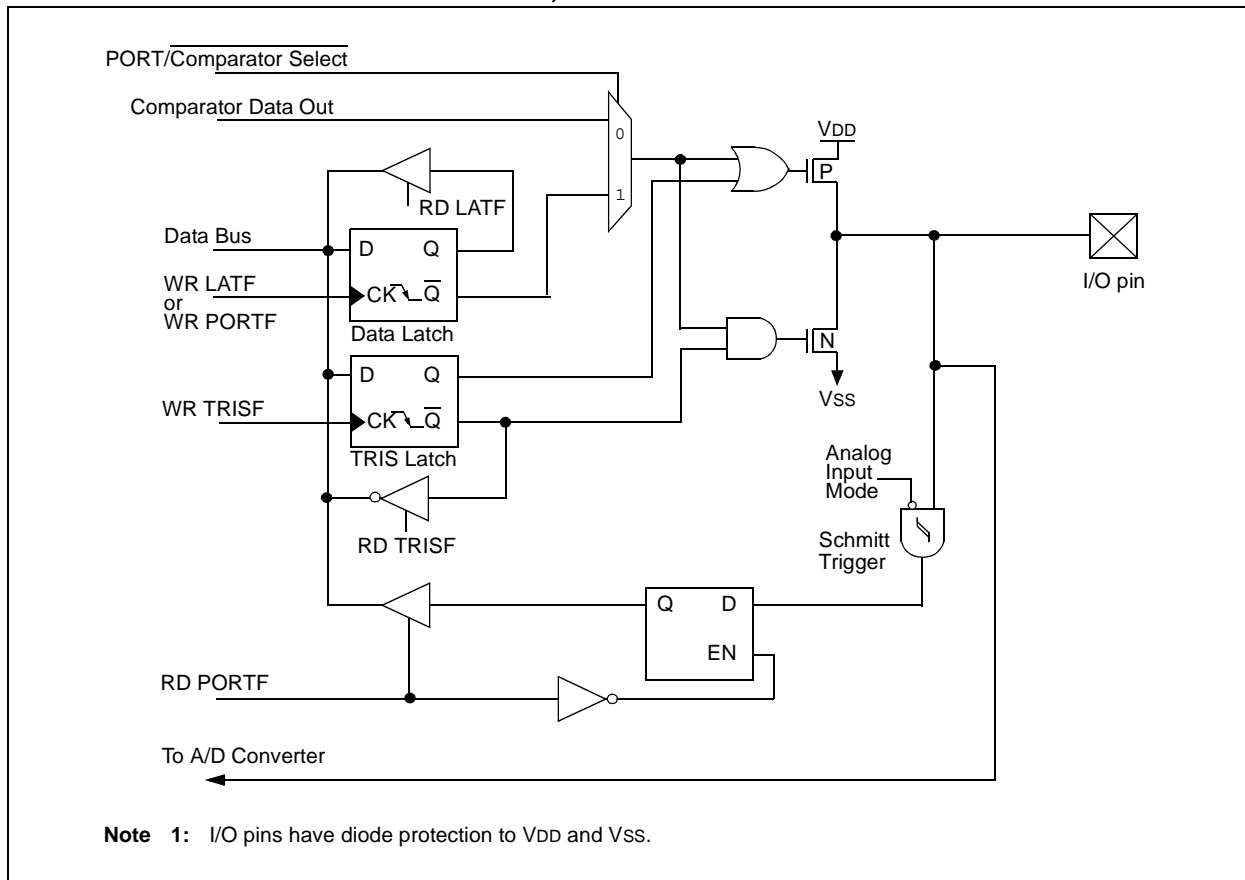 PORT/Comparator Select
Comparator Data Out
0
1
VDD
P
RD LATF
Data Bus
D Q
WR LATF
or
WR PORTF
CK Q
Data Latch
I/O pin
N
VSS
D Q
WR TRISF
CK Q
TRIS Latch
Analog
Input
Mode
RD TRISF
Schmitt
Trigger
Q D
EN
RD PORTF
To A/D Converter
Note 1: I/O pins have diode protection to VDD and VSS.